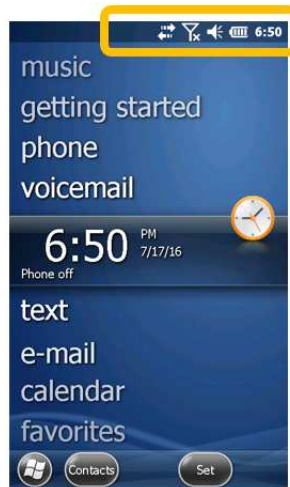 6:50
music
getting started
phone
voicemail
6:50 PM
7/17/16
Phone off
text
e-mail
calendar
favorites
Contacts Set